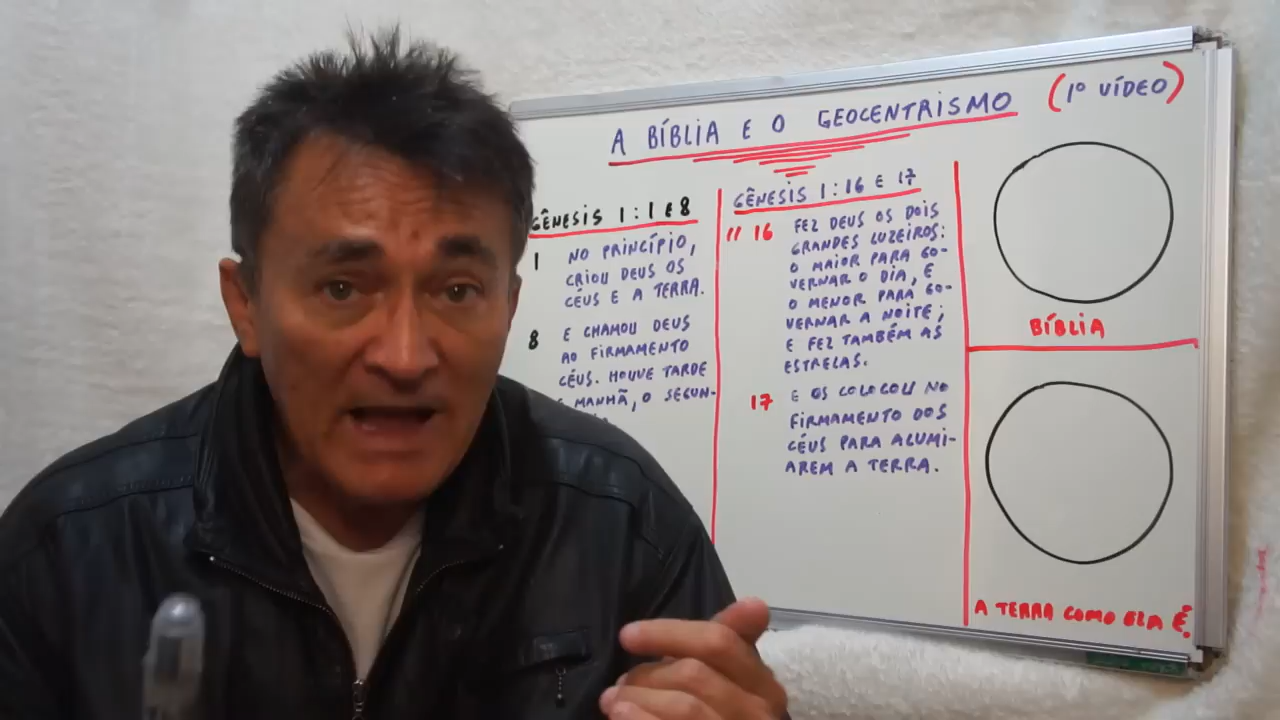 A BÍBLIA E O GEOCENTRISMO (1º VÍDEO)
GÊNESIS 1:1 E 8
1 NO PRINCÍPIO,
CRIOU DEUS OS
CÉUS E A TERRA.
8 E CHAMOU DEUS
AO FIRMAMENTO
CÉUS. HOUVE TARDE
E MANHÃ, O SEGUN-
GÊNESIS 1:16 E 17
16 FEZ DEUS OS DOIS
GRANDES LUZEIROS:
O MAIOR PARA GO-
VERNAR O DIA, E
O MENOR PARA GO-
VERNAR A NOITE;
E FEZ TAMBÉM AS
ESTRELAS.
17 E OS COLOCOU NO
FIRMAMENTO DOS
CÉUS PARA ALUMI-
AREM A TERRA.
BÍBLIA
A TERRA COMO ELA É.